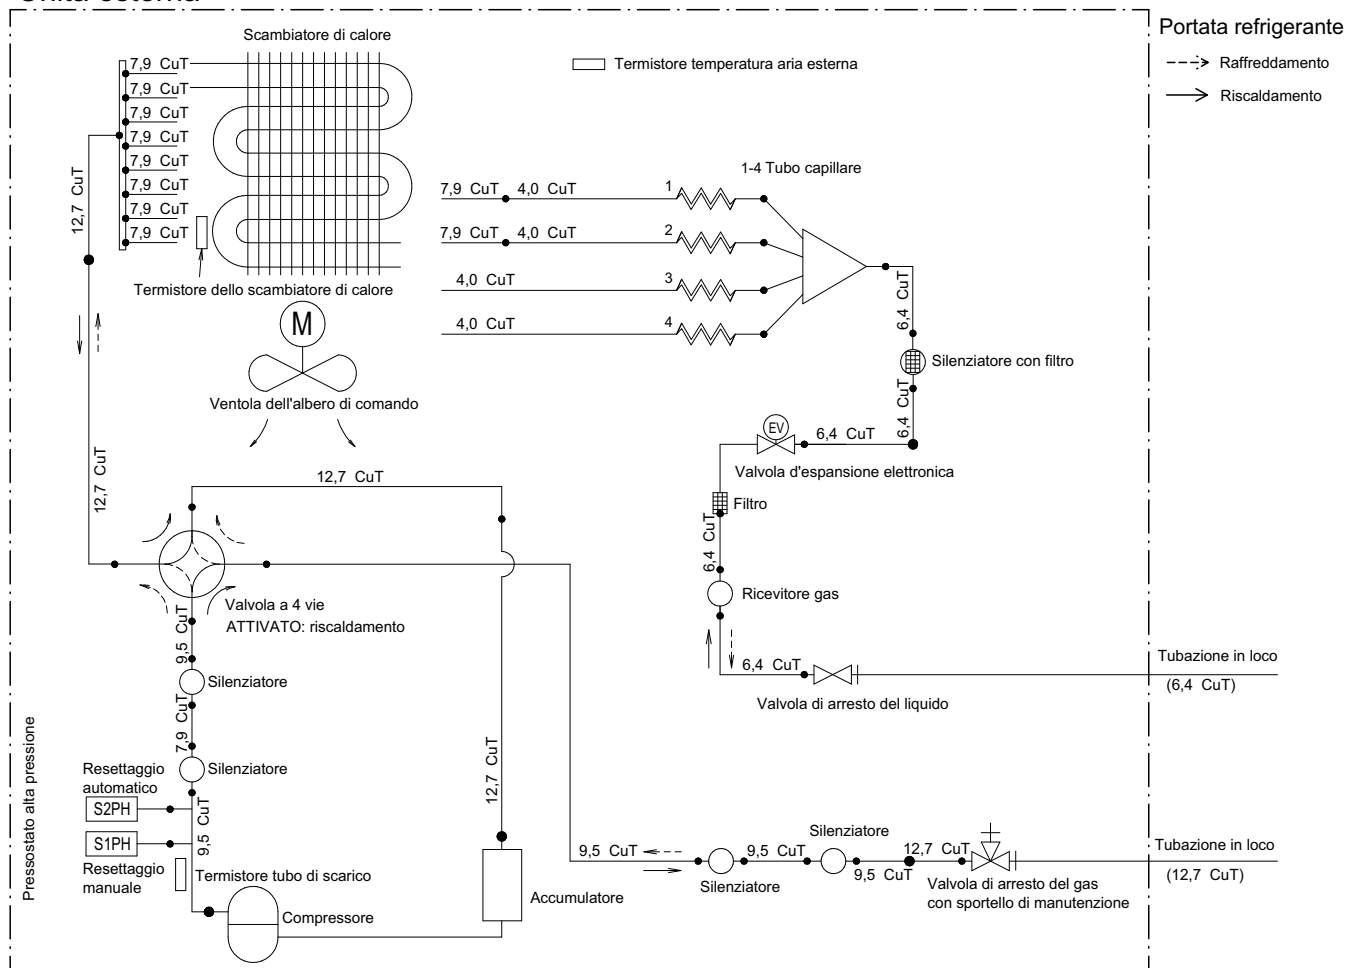 Unità esterna
Portata refrigerante
Raffreddamento
Riscaldamento
Scambiatore di calore
Termistore temperatura aria esterna
7,9 CuT
7,9 CuT
7,9 CuT
7,9 CuT
7,9 CuT
7,9 CuT
7,9 CuT
7,9 CuT
12,7 CuT
Termistore dello scambiatore di calore
1-4 Tubo capillare
7,9 CuT 4,0 CuT 1
7,9 CuT 4,0 CuT 2
4,0 CuT 3
4,0 CuT 4
6,4 CuT
Silenziatore con filtro
6,4 CuT
M
Ventola dell'albero di comando
EV
6,4 CuT
Valvola d'espansione elettronica
Filtro
6,4 CuT
Ricevitore gas
12,7 CuT
12,7 CuT
Valvola a 4 vie
ATTIVATO: riscaldamento
9,5 CuT
Silenziatore
7,9 CuT
Silenziatore
6,4 CuT
Valvola di arresto del liquido
Tubazione in loco
(6,4 CuT)
Pressostato alta pressione
Resettaggio
automatico
S2PH
S1PH
Resettaggio
manuale
9,5 CuT
Termistore tubo di scarico
Compressore
12,7 CuT
Accumulatore
9,5 CuT
Silenziatore
9,5 CuT
Silenziatore
9,5 CuT
12,7 CuT
Valvola di arresto del gas
con sportello di manutenzione
Tubazione in loco
(12,7 CuT)